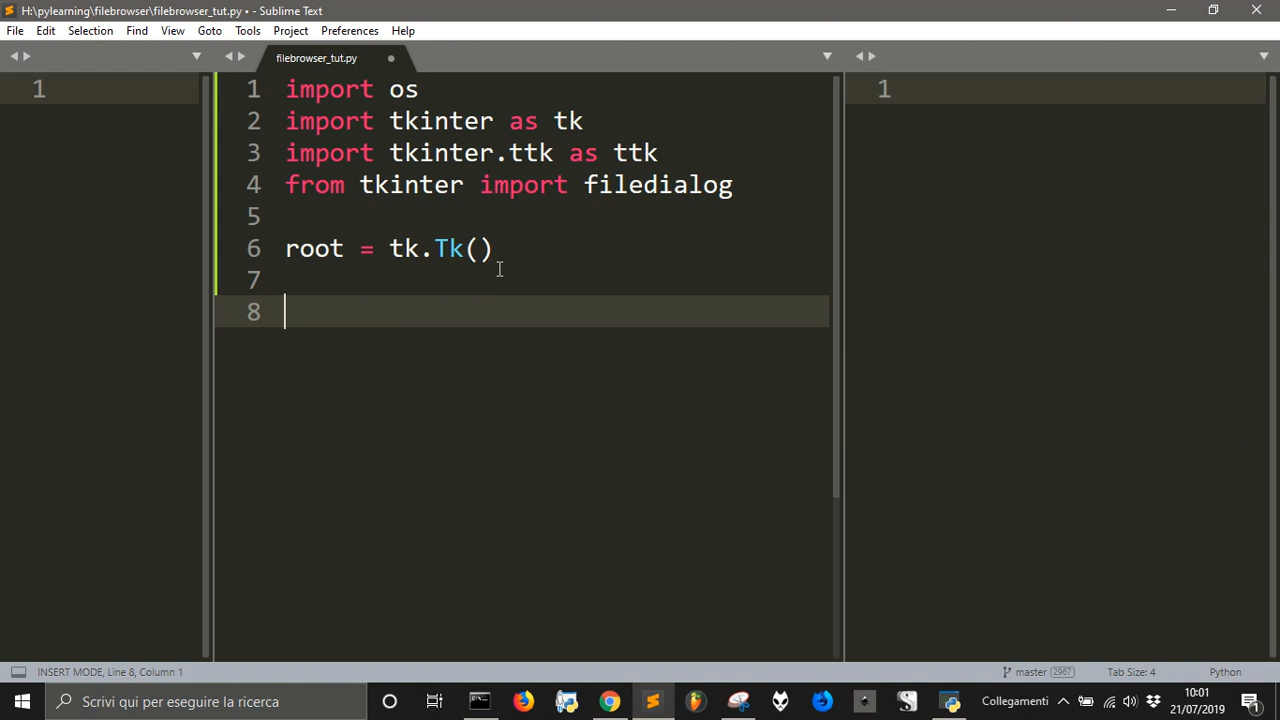 H:\pylearning\filebrowser\filebrowser_tut.py • - Sublime Text
File Edit Selection Find View Goto Tools Project Preferences Help
filebrowser_tut.py
1
1 import os
2 import tkinter as tk
3 import tkinter.ttk as ttk
4 from tkinter import filedialog
5
6 root = tk.Tk()
7
8
1
INSERT MODE, Line 8, Column 1
master 2967
Tab Size: 4
Python
Scrivi qui per eseguire la ricerca
Collegamenti
10:01
21/07/2019
1